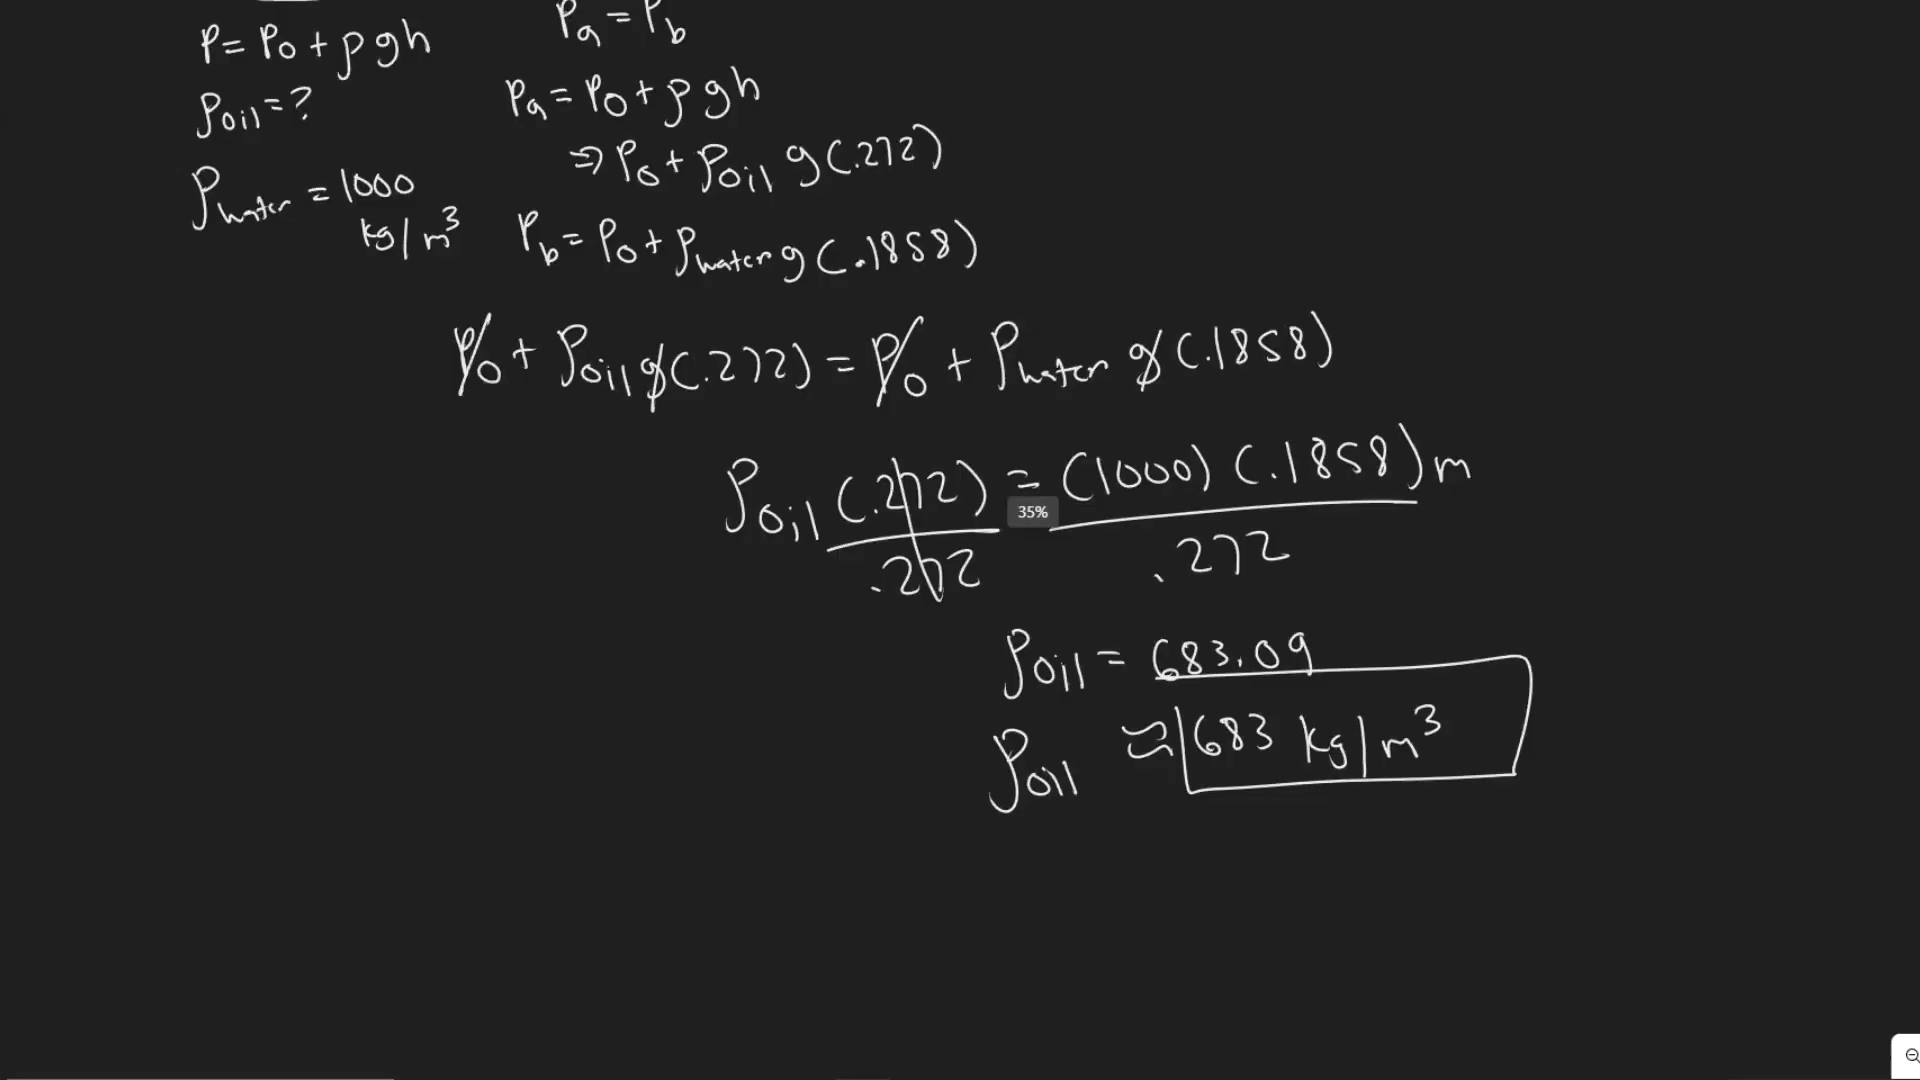 P = P₀ + ρgh
ρoil = ?
ρwater = 1000
kg/m³
Pa = Pb
Pa = P₀ + ρgh
⇒ P₀ + ρoil g(.272)
Pb = P₀ + ρwater g(.1858)
P₀ + ρoil g(.272) = P₀ + ρwater g(.1858)
ρoil (.272) = (1000) (.1858) m
.272 .272
35%
ρoil = 683.09
ρoil ≈ 683 kg/m³